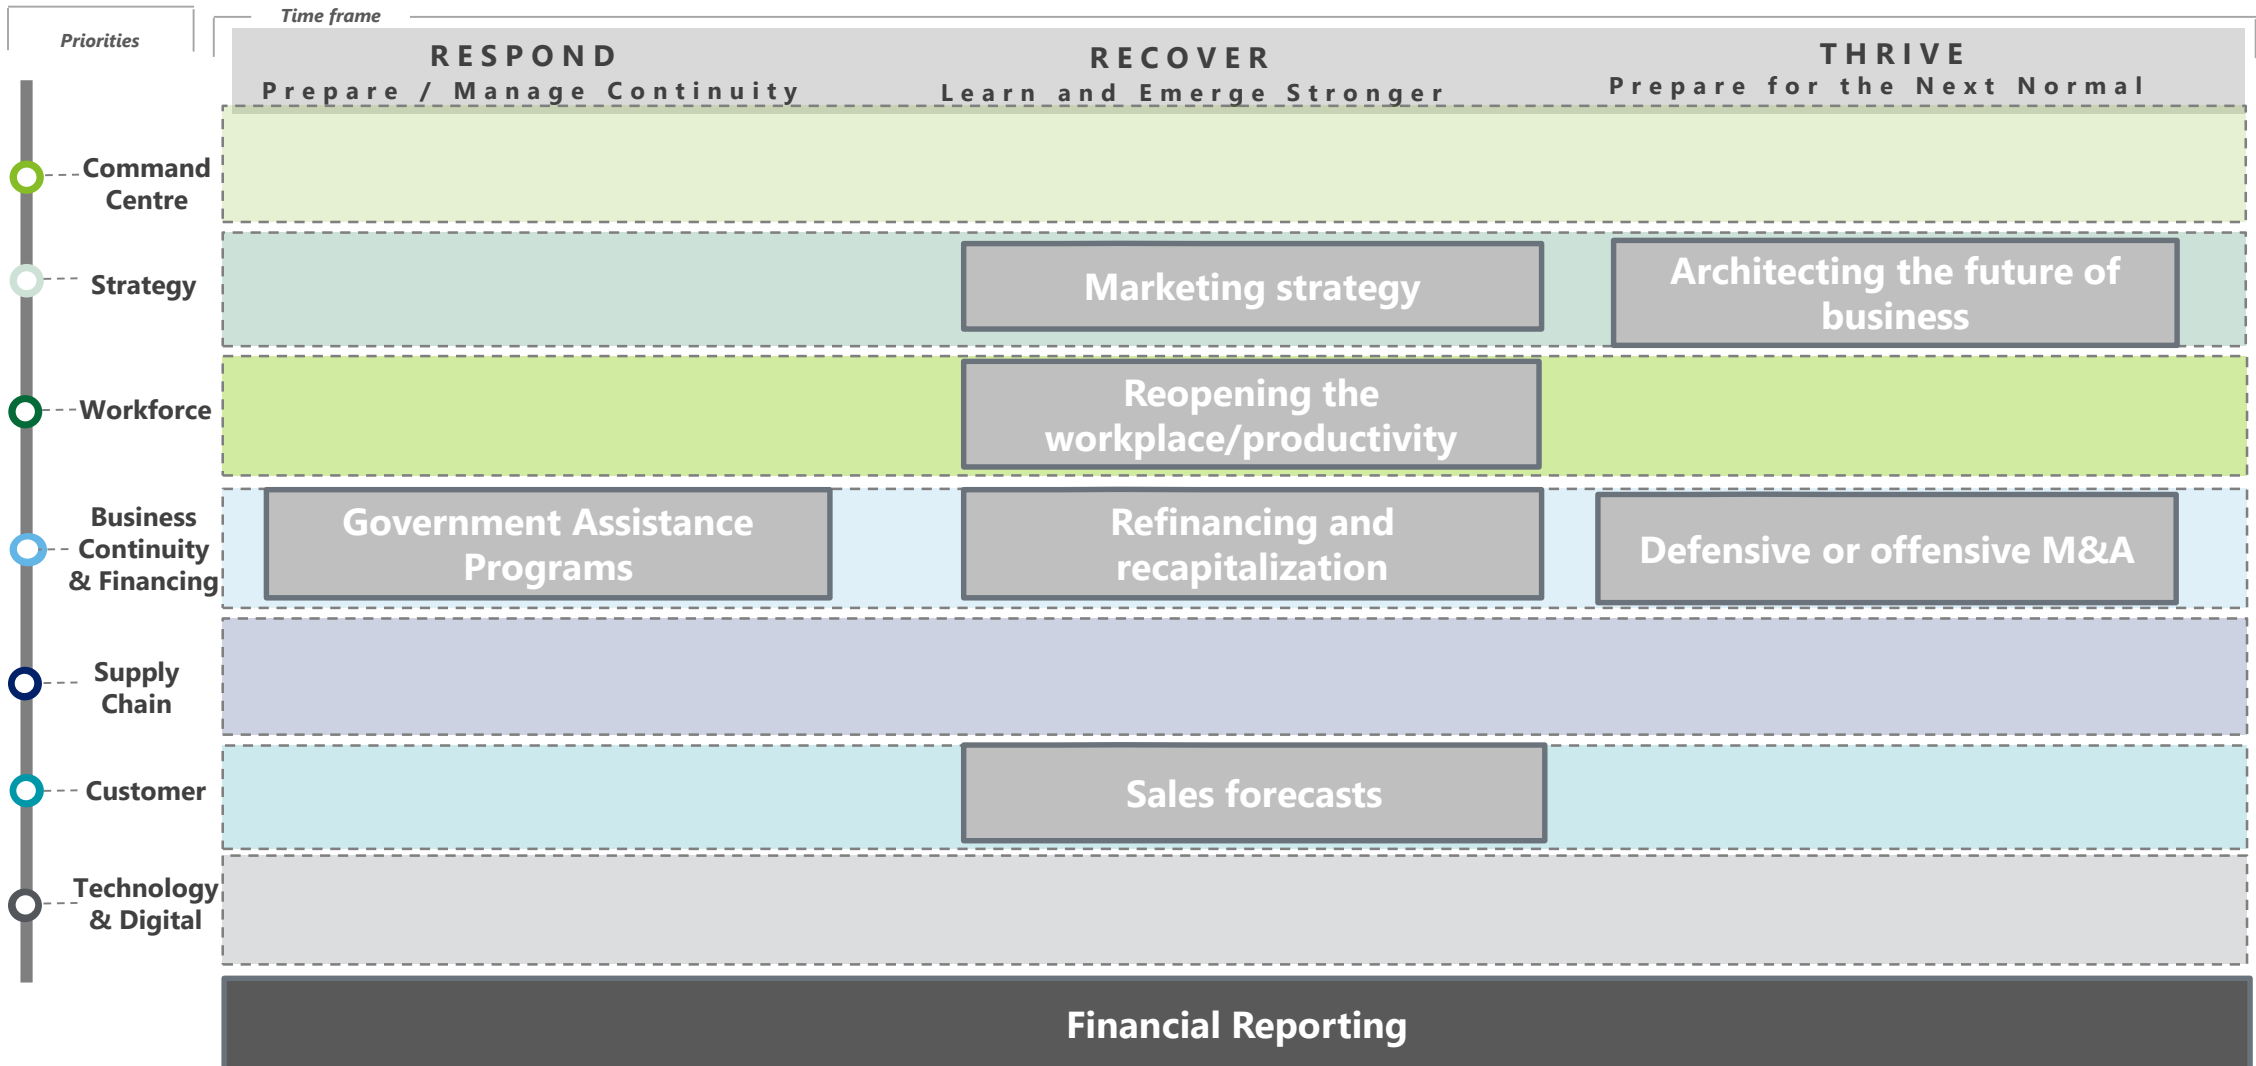 Time frame
Priorities
RESPOND
Prepare / Manage Continuity
RECOVER
Learn and Emerge Stronger
THRIVE
Prepare for the Next Normal
Command
Centre
Strategy
Marketing strategy
Architecting the future of
business
Workforce
Reopening the
workplace/productivity
Business
Continuity
& Financing
Government Assistance
Programs
Refinancing and
recapitalization
Defensive or offensive M&A
Supply
Chain
Customer
Sales forecasts
Technology
& Digital
Financial Reporting